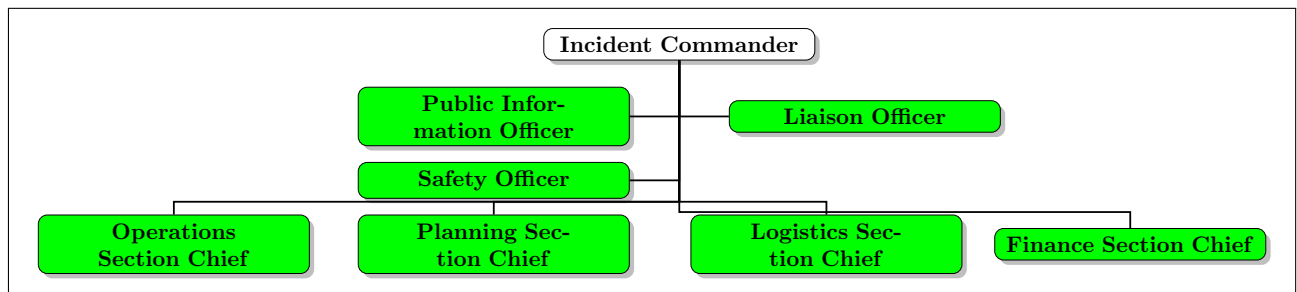 Incident Commander
Public Infor-
mation Officer
Liaison Officer
Safety Officer
Operations
Section Chief
Planning Sec-
tion Chief
Logistics Sec-
tion Chief
Finance Section Chief